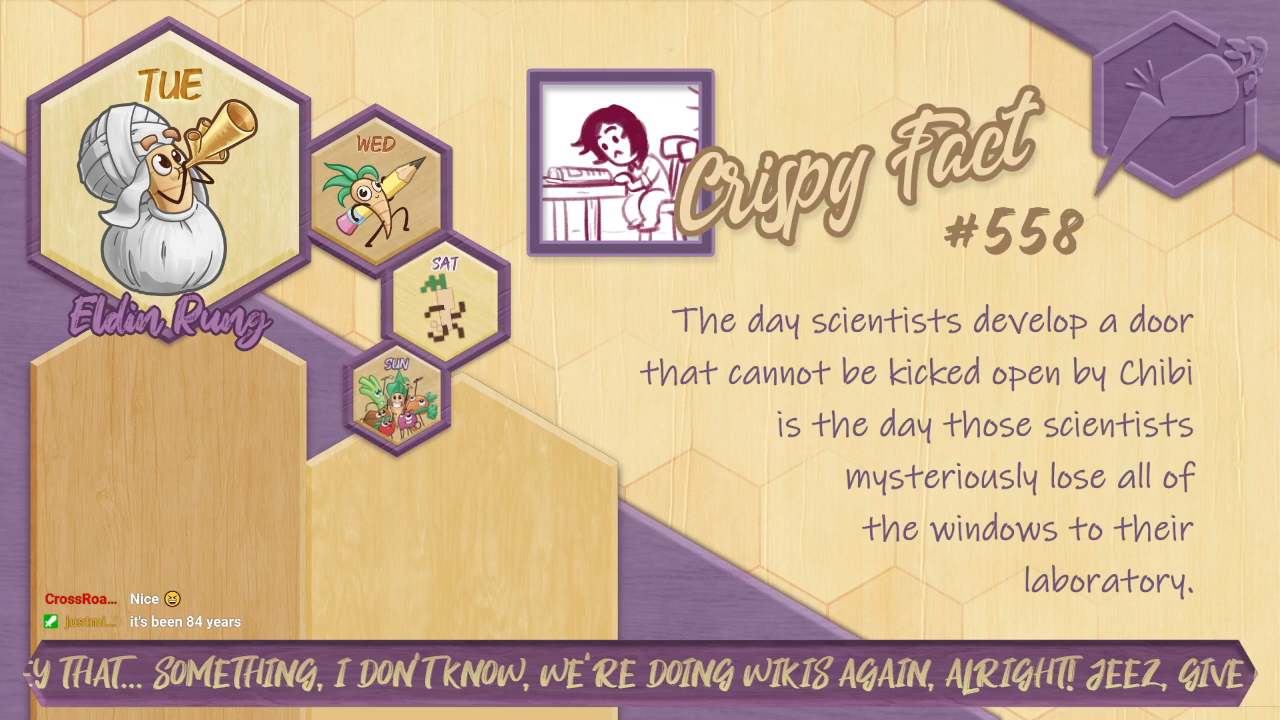 TUE
WED
SAT
SUN
Eldin Rung
Crispy Fact
#558
The day scientists develop a door
that cannot be kicked open by Chibi
is the day those scientists
mysteriously lose all of
the windows to their
laboratory.
CrossRoa... Nice 😆
justmi... it's been 84 years
Y THAT... SOMETHING, I DON'T KNOW, WE'RE DOING WIKIS AGAIN, ALRIGHT! JEEZ, GIVE